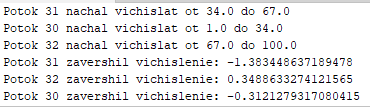 Potok 31 nachal vichislat ot 34.0 do 67.0
Potok 30 nachal vichislat ot 1.0 do 34.0
Potok 32 nachal vichislat ot 67.0 do 100.0
Potok 31 zavershil vichislenie: -1.383448637189478
Potok 32 zavershil vichislenie: 0.3488633274121565
Potok 30 zavershil vichislenie: -0.3121279317080415